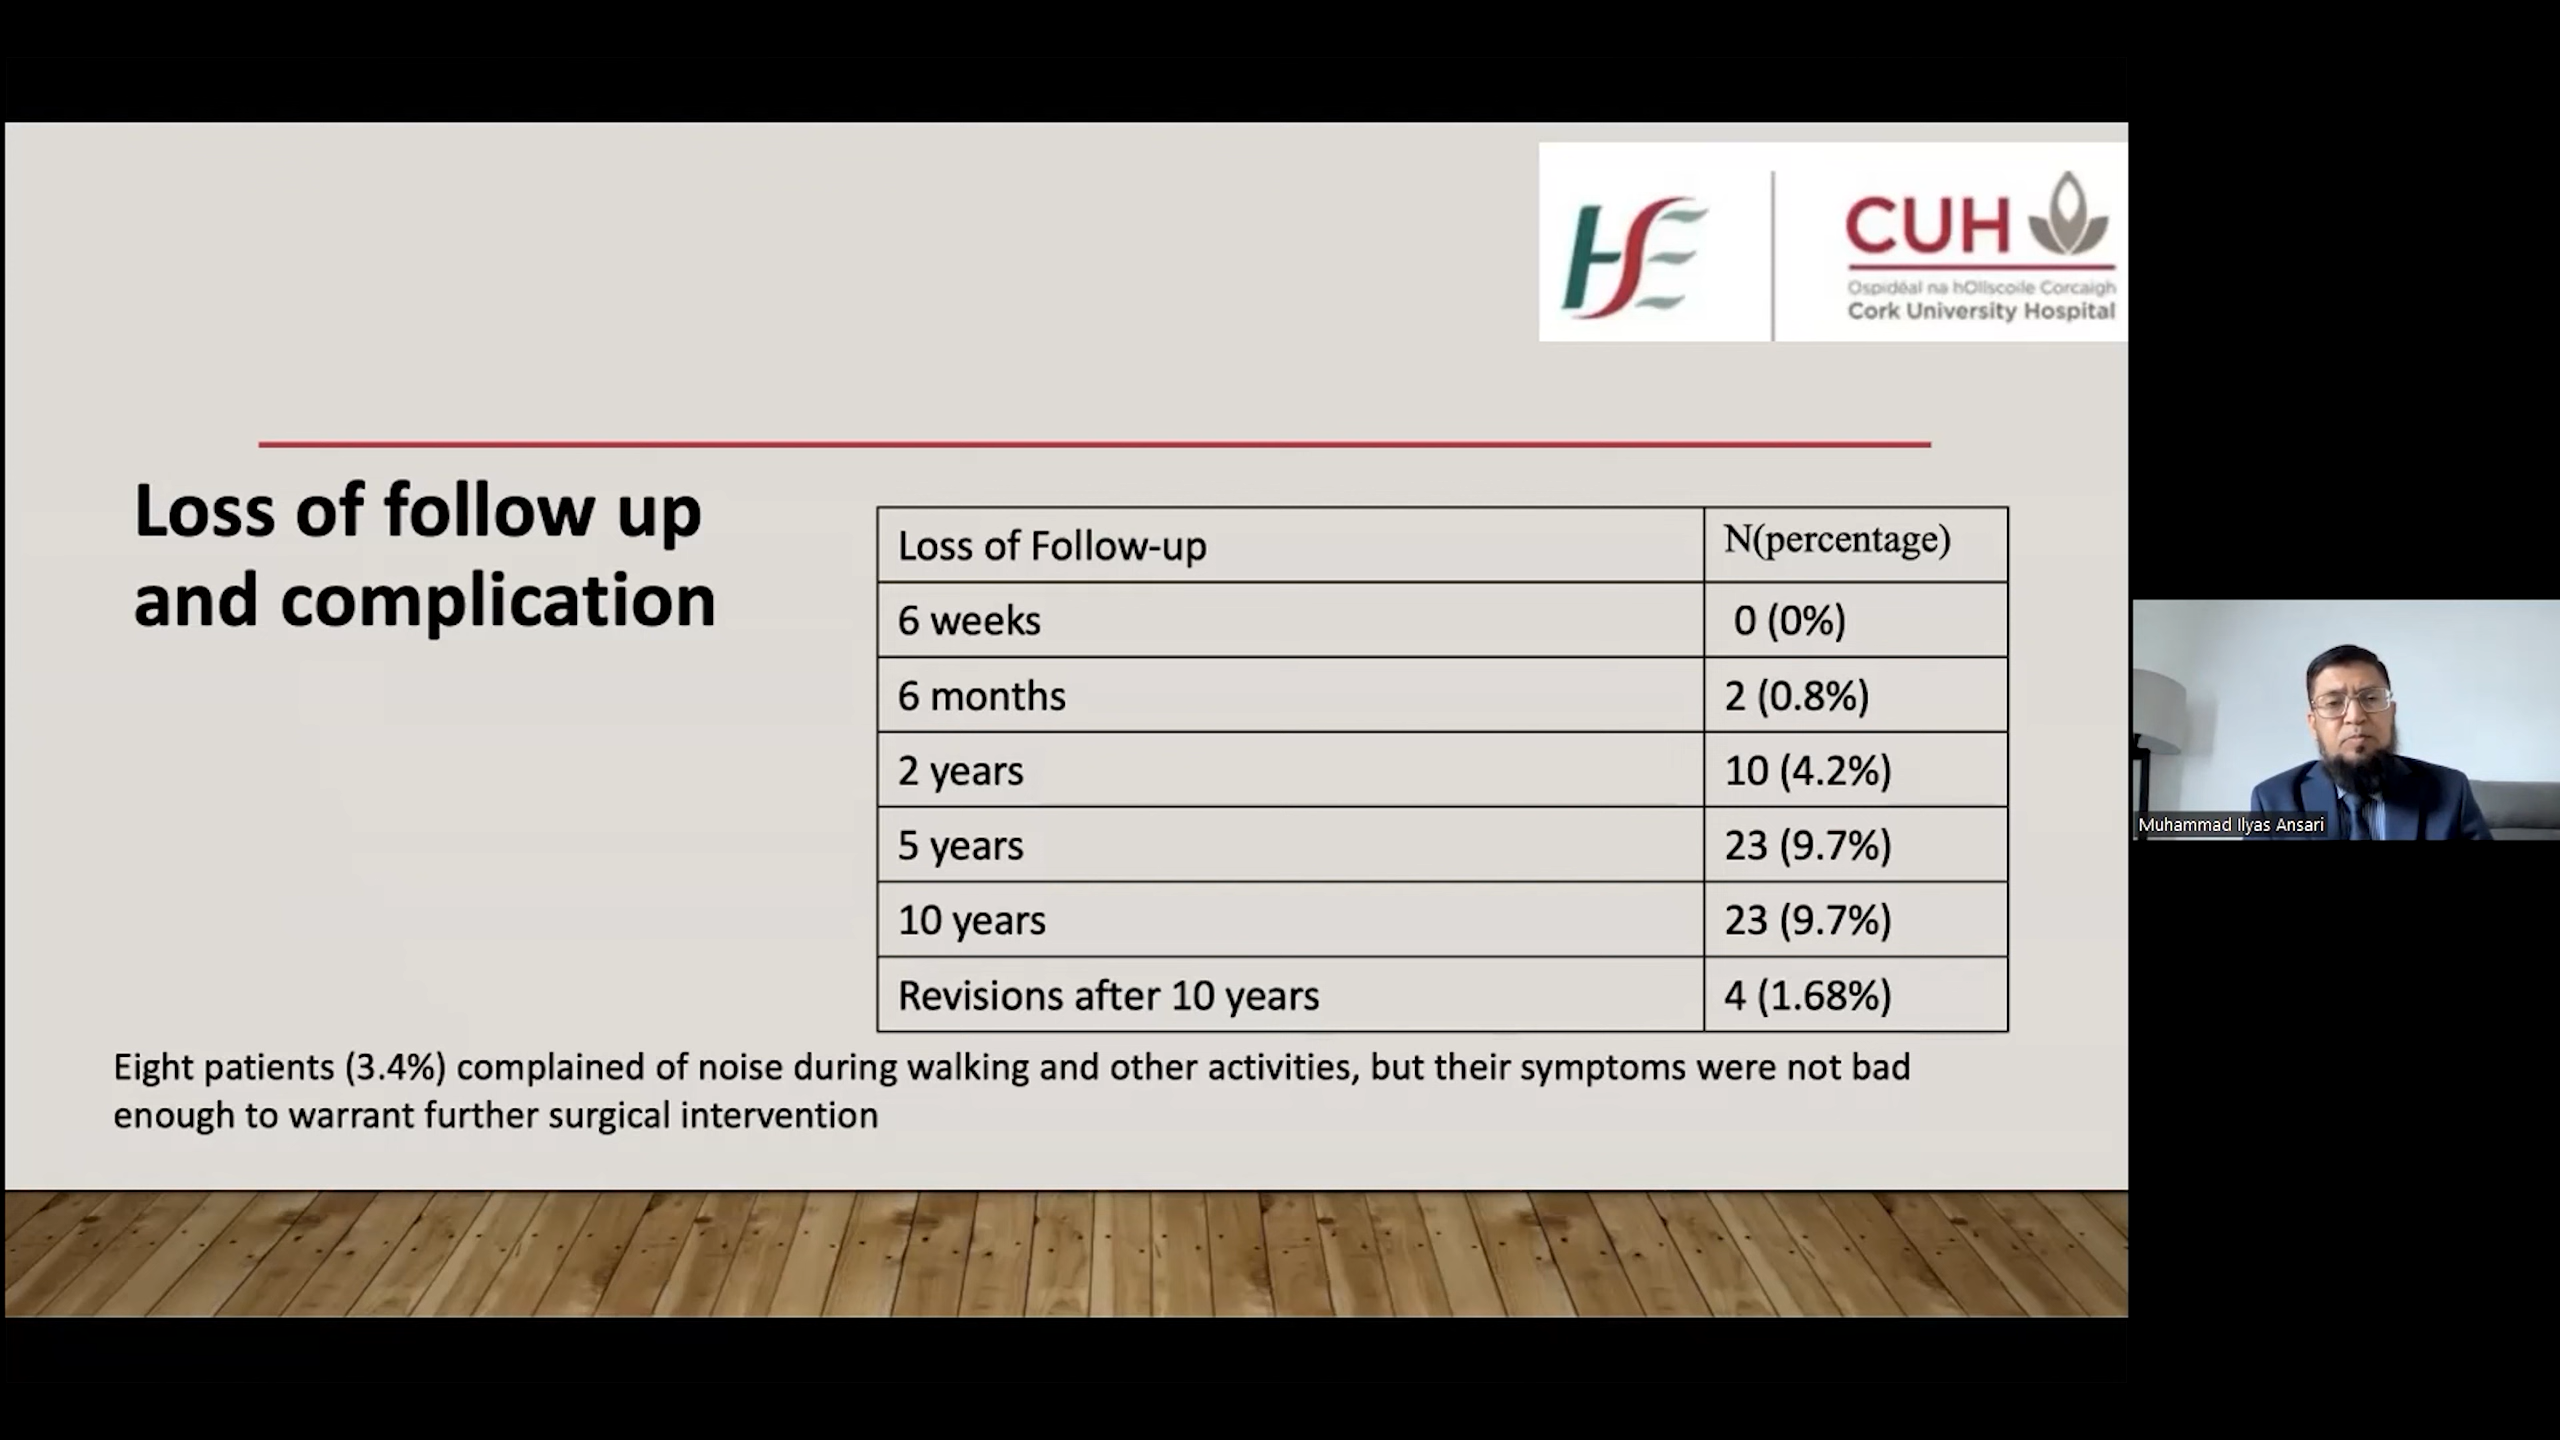 HSE
CUH
Ospidéal na hOllscoile Corcaigh
Cork University Hospital
Loss of follow up
and complication
Loss of Follow-up N(percentage)
6 weeks 0 (0%)
6 months 2 (0.8%)
2 years 10 (4.2%)
5 years 23 (9.7%)
10 years 23 (9.7%)
Revisions after 10 years 4 (1.68%)
Eight patients (3.4%) complained of noise during walking and other activities, but their symptoms were not bad
enough to warrant further surgical intervention
Muhammad Ilyas Ansari